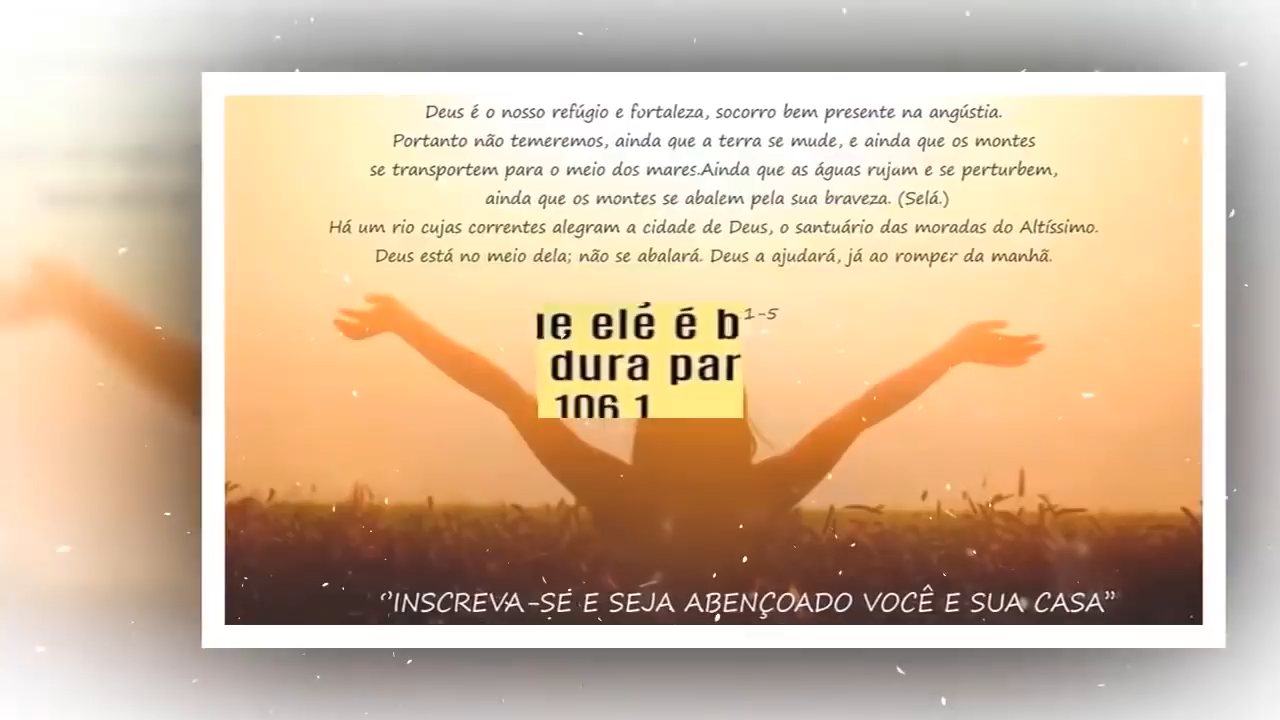 Deus é o nosso refúgio e fortaleza, socorro bem presente na angústia.
Portanto não temeremos, ainda que a terra se mude, e ainda que os montes
se transportem para o meio dos mares.Ainda que as águas rujam e se perturbem,
ainda que os montes se abalem pela sua braveza. (Selá.)
Há um rio cujas correntes alegram a cidade de Deus, o santuário das moradas do Altíssimo.
Deus está no meio dela; não se abalará. Deus a ajudará, já ao romper da manhã.
1-5
ele é b
dura par
106 1
‘’INSCREVA-SE E SEJA ABENÇOADO VOCÊ E SUA CASA’’